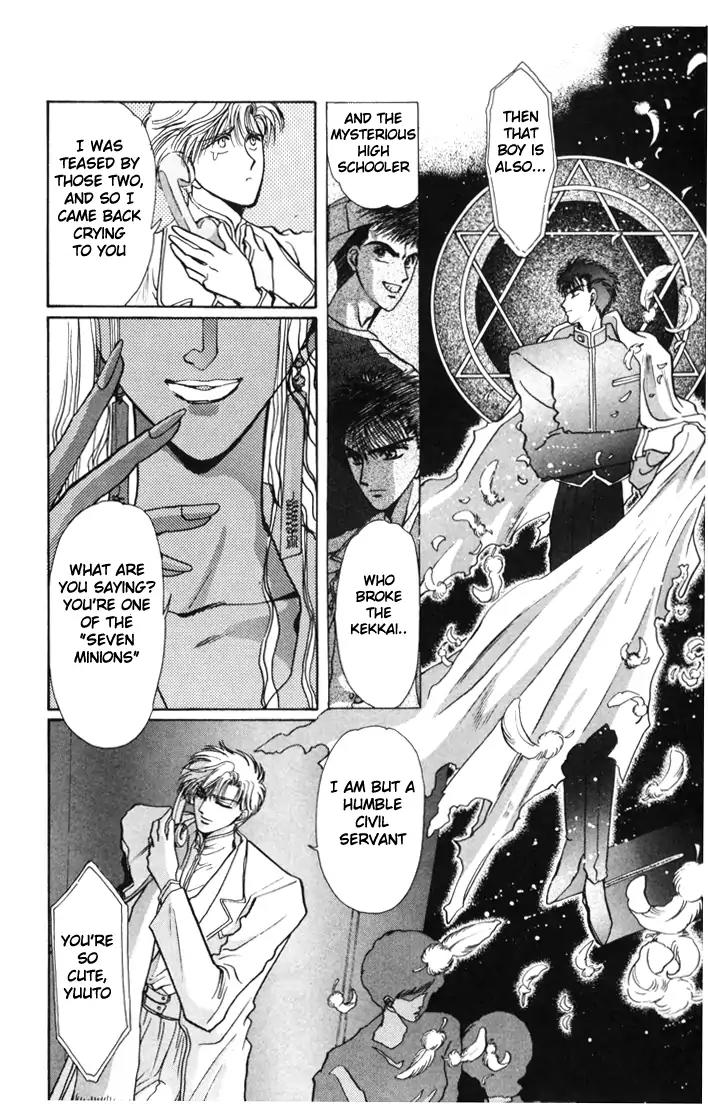 THEN
THAT
BOY IS
ALSO...
AND THE
MYSTERIOUS
HIGH
SCHOOLER
WHO
BROKE
THE
KEKKAI..
I WAS
TEASED BY
THOSE TWO,
AND SO I
CAME BACK
CRYING
TO YOU
WHAT ARE
YOU SAYING?
YOU'RE ONE
OF THE
"SEVEN
MINIONS"
I AM BUT A
HUMBLE
CIVIL
SERVANT
YOU'RE
SO
CUTE,
YUUTO